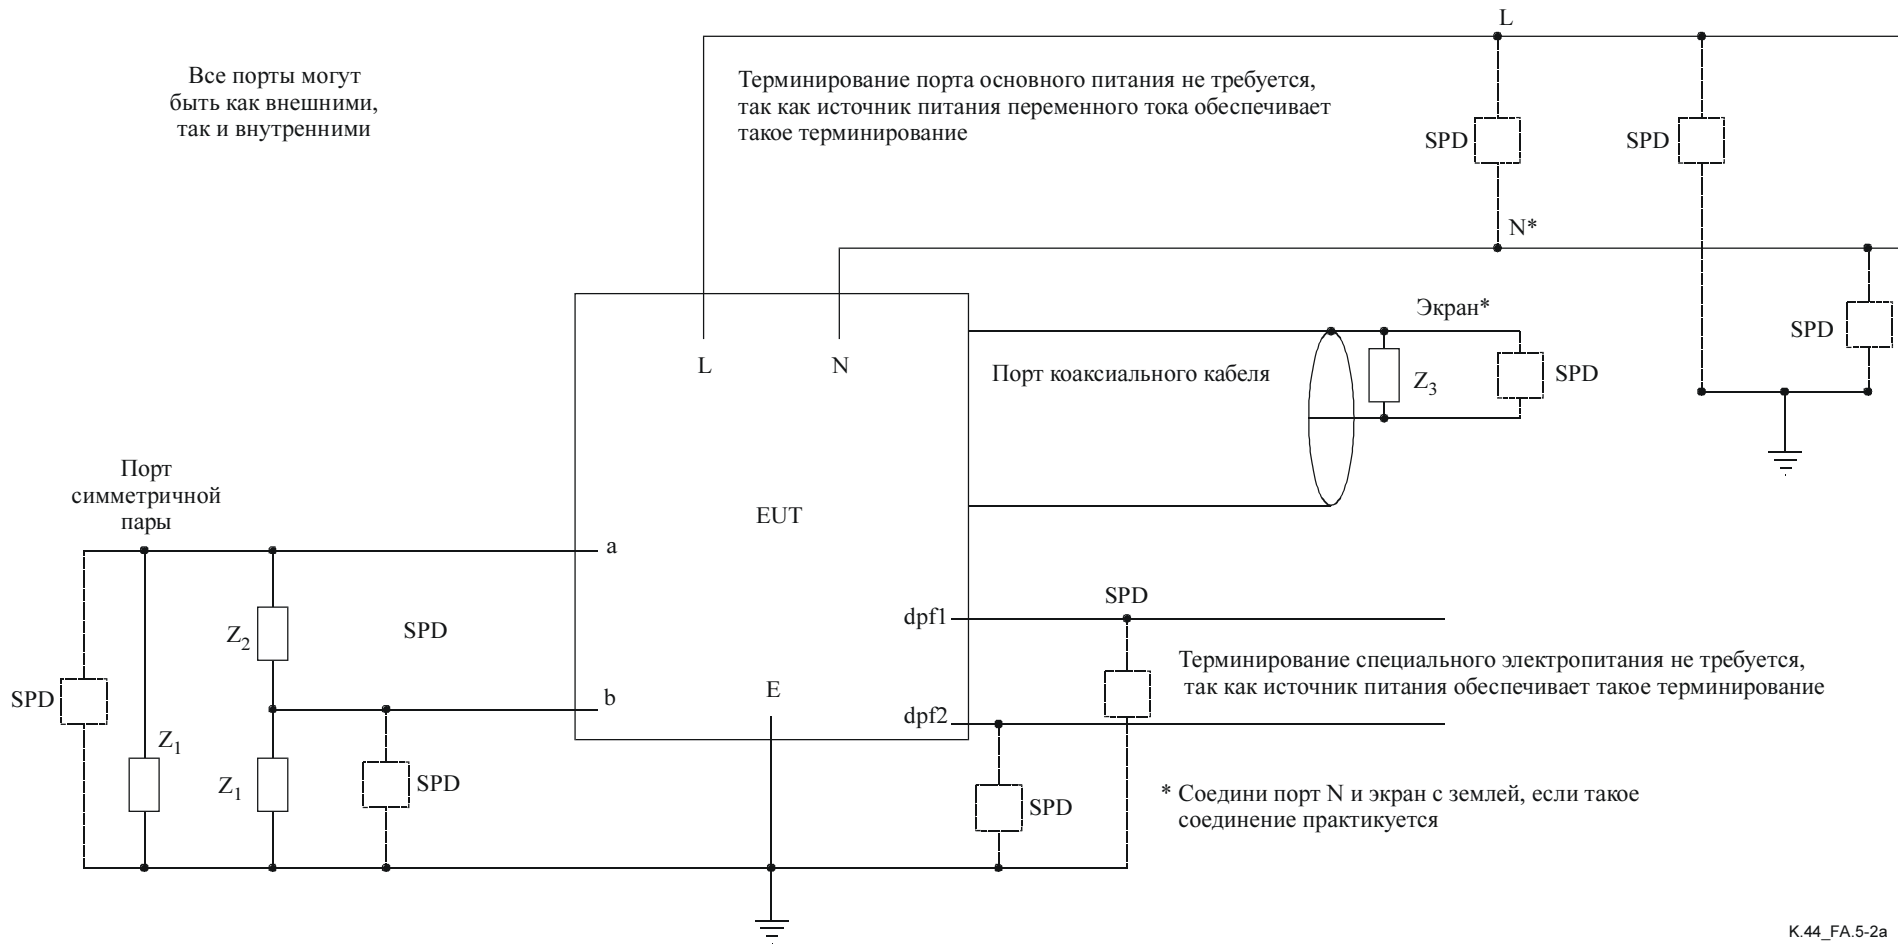 L
Все порты могут
быть как внешними,
так и внутренними
Терминирование порта основного питания не требуется,
так как источник питания переменного тока обеспечивает
такое терминирование
SPD
SPD
N*
Экран*
SPD
L
N
Порт коаксиального кабеля
Z3
SPD
Порт
симметричной
пары
EUT
a
SPD
dpf1
Z2
SPD
Терминирование специального электропитания не требуется,
так как источник питания обеспечивает такое терминирование
SPD
E
b
dpf2
Z1
Z1
SPD
SPD
* Соедини порт N и экран с землей, если такое
соединение практикуется
K.44_FA.5-2a